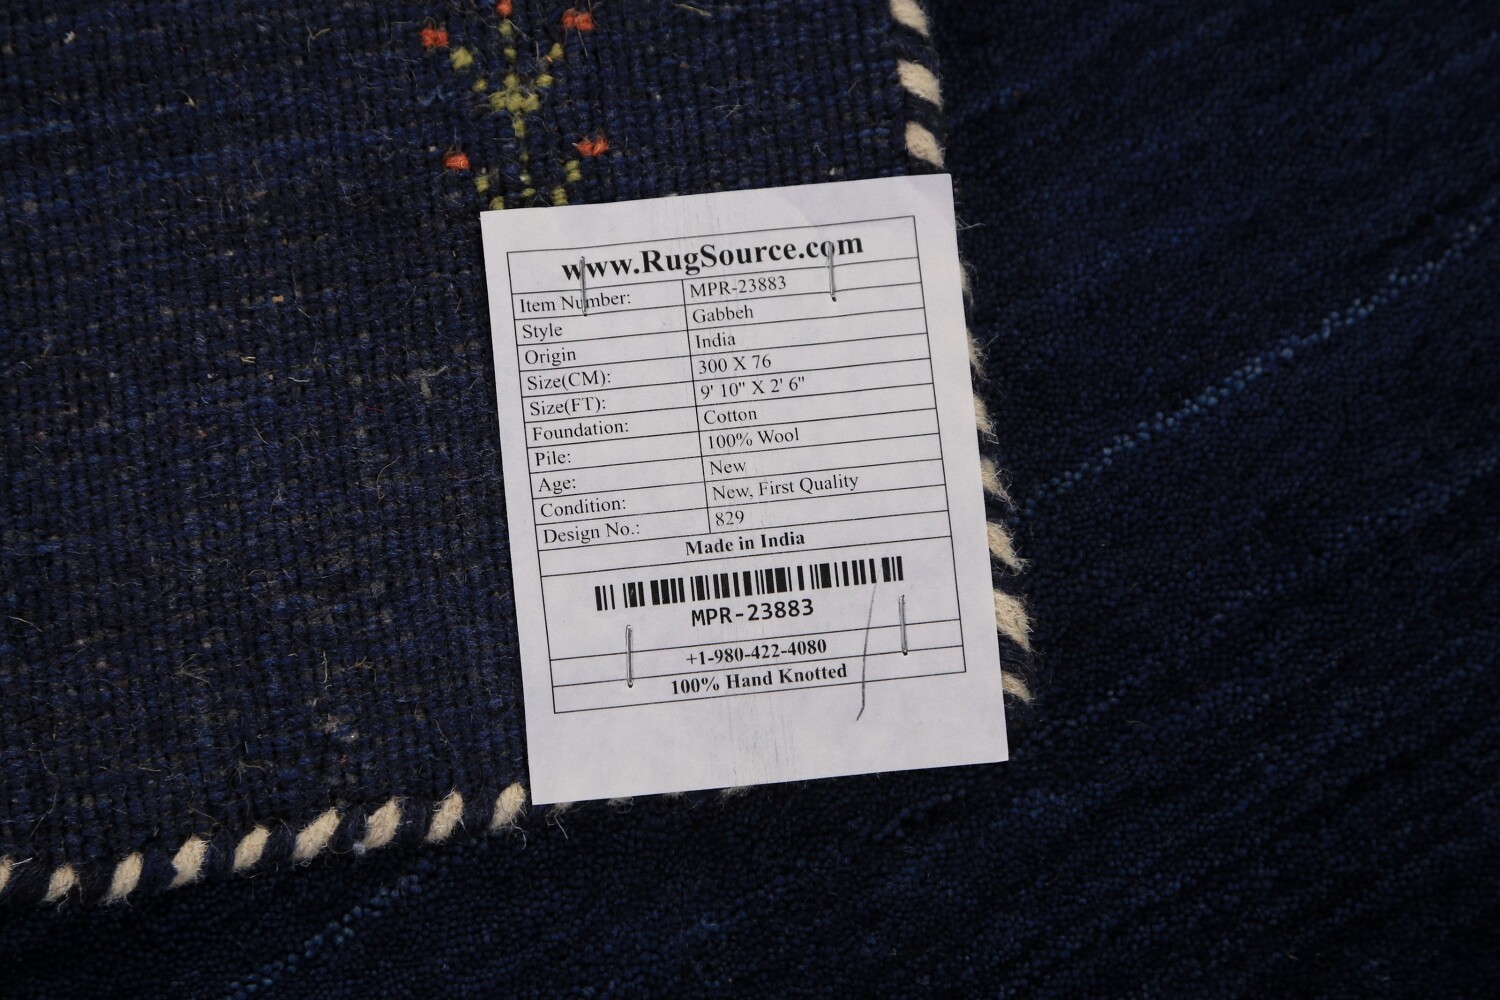 www.RugSource.com
Item Number: MPR-23883
Style Gabbeh
Origin India
Size(CM): 300 X 76
Size(FT): 9' 10" X 2' 6"
Foundation: Cotton
Pile: 100% Wool
Age: New
Condition: New, First Quality
Design No.: 829
Made in India
MPR-23883
+1-980-422-4080
100% Hand Knotted